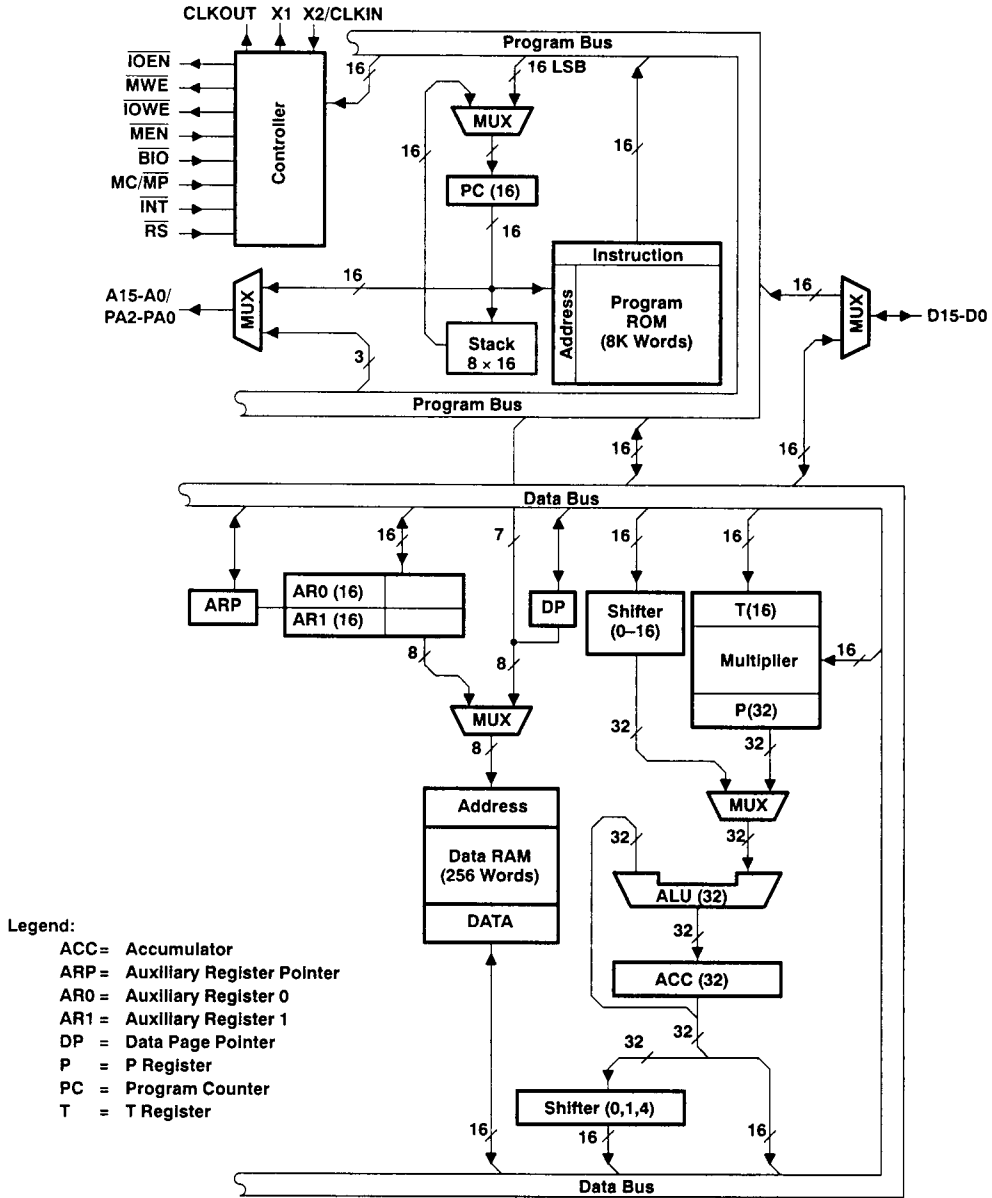 CLKOUT X1 X2/CLKIN
Program Bus
IOEN
MWE
IOWE
MEN
BIO
MC/MP
INT
RS
Controller
16
16 LSB
MUX
16
16
PC (16)
16
Instruction
Address
Program
ROM
(8K Words)
16
A15-A0/
PA2-PA0
MUX
Stack
8 × 16
3
16
MUX
D15-D0
Program Bus
16
16
Data Bus
16
7
16
16
ARP
AR0 (16)
AR1 (16)
DP
Shifter
(0–16)
T(16)
Multiplier
P(32)
16
8
8
MUX
8
32
32
MUX
Address
Data RAM
(256 Words)
DATA
32
32
ALU (32)
32
ACC (32)
32
32
Shifter (0,1,4)
16
16
16
Data Bus
Legend:
ACC = Accumulator
ARP = Auxiliary Register Pointer
AR0 = Auxiliary Register 0
AR1 = Auxiliary Register 1
DP = Data Page Pointer
P = P Register
PC = Program Counter
T = T Register